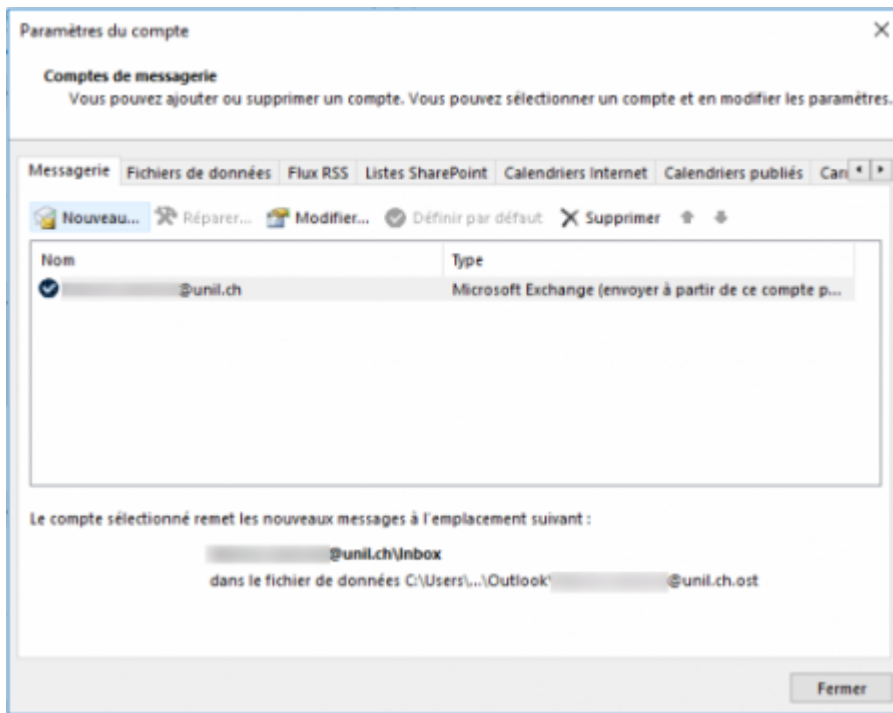 Paramètres du compte
Comptes de messagerie
Vous pouvez ajouter ou supprimer un compte. Vous pouvez sélectionner un compte et en modifier les paramètres.
Messagerie Fichiers de données Flux RSS Listes SharePoint Calendriers Internet Calendriers publiés
Nouveau... Réparer... Modifier... Définir par défaut Supprimer
Nom Type
@unil.ch Microsoft Exchange (envoyer à partir de ce compte p...
Le compte sélectionné remet les nouveaux messages à l'emplacement suivant :
@unil.ch\Inbox
dans le fichier de données C:\Users\...\Outlook\ @unil.ch.ost
Fermer